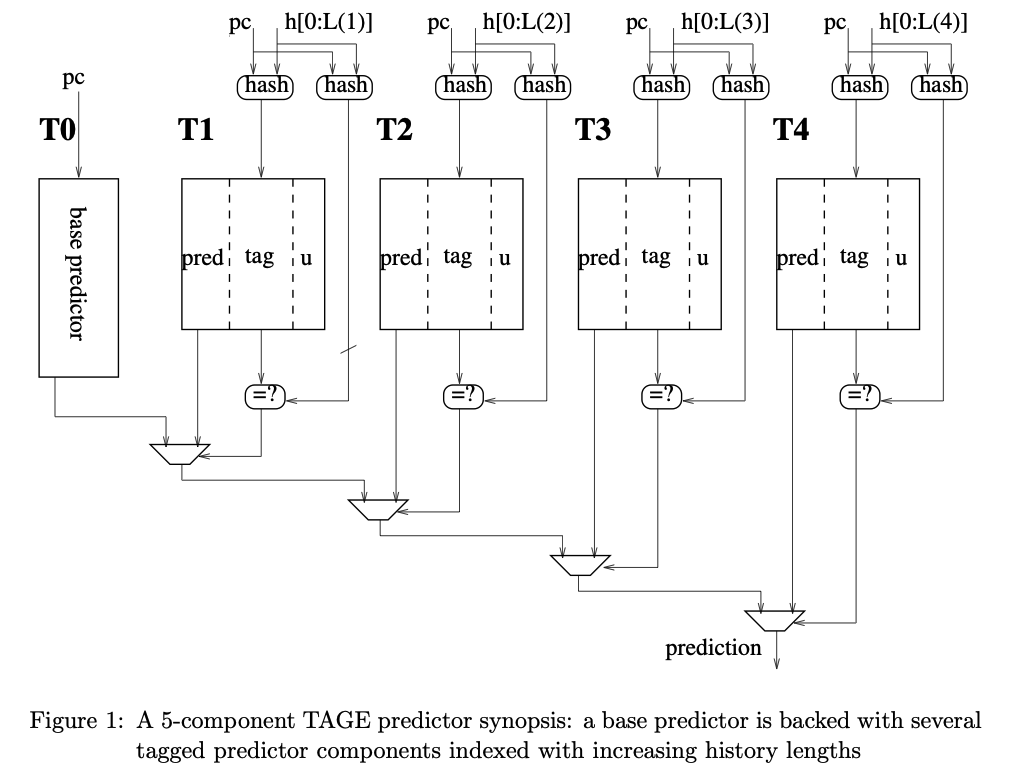 pc h[0:L(1)] pc h[0:L(2)] pc h[0:L(3)] pc h[0:L(4)]
pc hash hash hash hash hash hash hash hash
T0 T1 T2 T3 T4
base predictor
pred tag u pred tag u pred tag u pred tag u
=? =? =? =?
prediction
Figure 1: A 5-component TAGE predictor synopsis: a base predictor is backed with several
tagged predictor components indexed with increasing history lengths